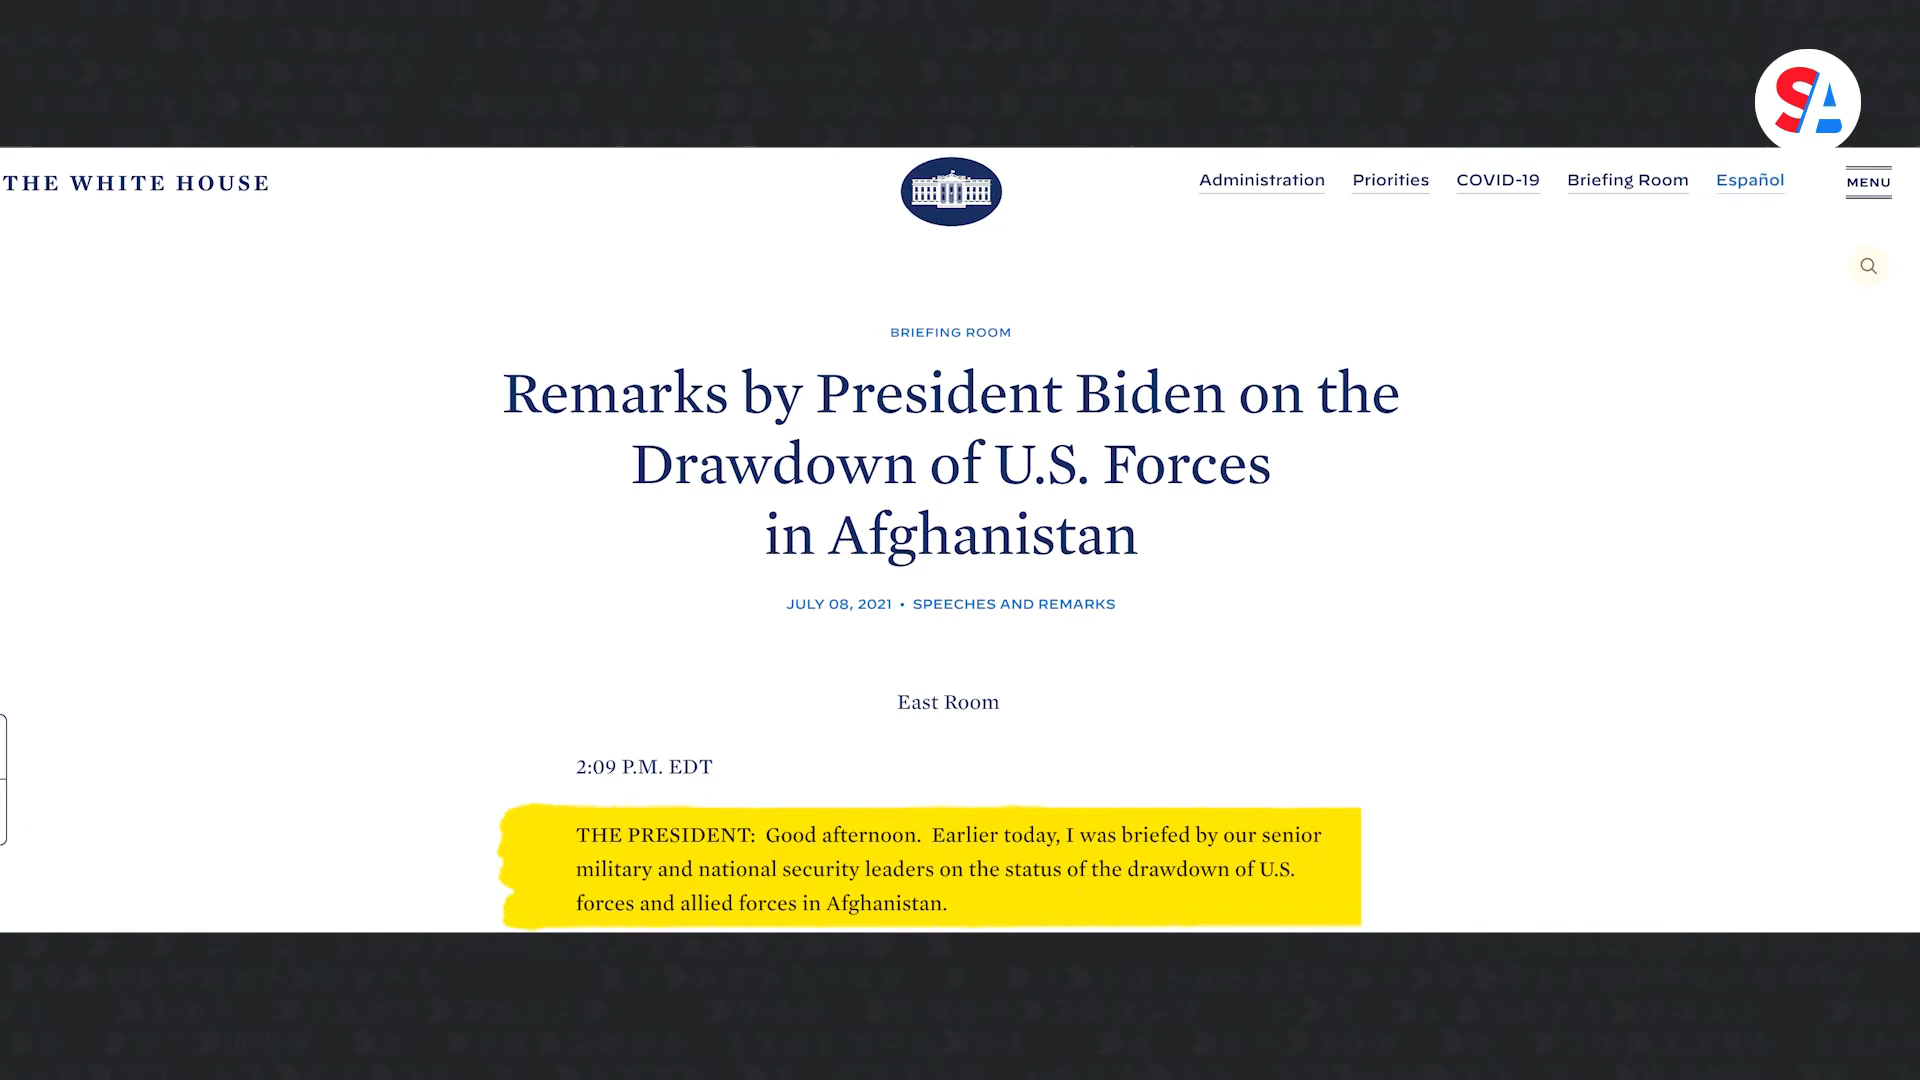 SA
THE WHITE HOUSE
Administration Priorities COVID-19 Briefing Room Español MENU
BRIEFING ROOM
Remarks by President Biden on the
Drawdown of U.S. Forces
in Afghanistan
JULY 08, 2021 • SPEECHES AND REMARKS
East Room
2:09 P.M. EDT
THE PRESIDENT:  Good afternoon.  Earlier today, I was briefed by our senior
military and national security leaders on the status of the drawdown of U.S.
forces and allied forces in Afghanistan.